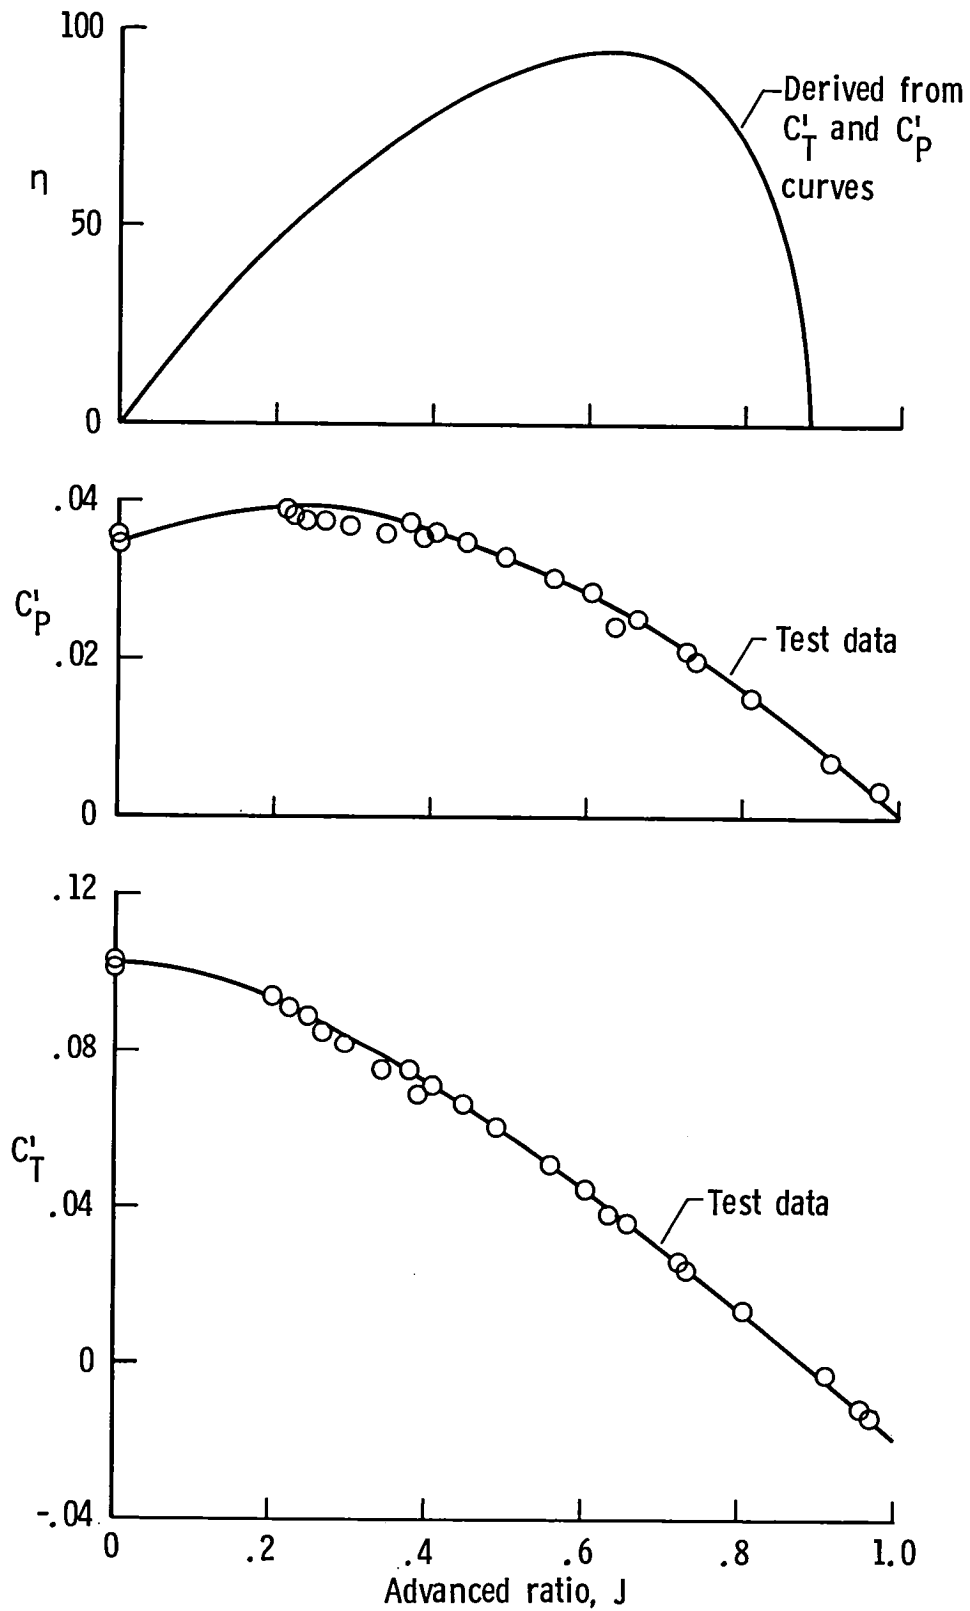 100
Derived from
C'T and C'P
curves
η
50
0
.04
C'P
.02
Test data
0
.12
.08
C'T
.04
Test data
0
-.04
0 .2 .4 .6 .8 1.0
Advanced ratio, J